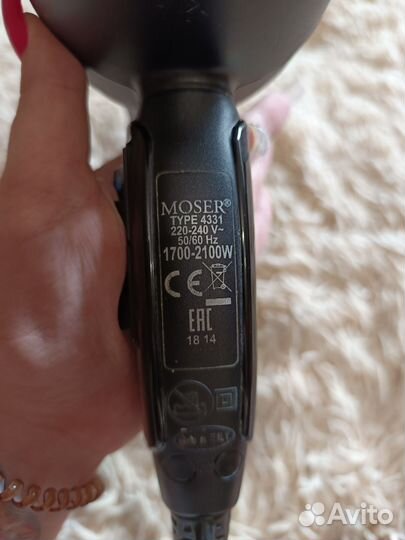 MOSER®
TYPE 4331
220-240 V~
50/60 Hz
1700-2100W
CE
EAC
18 14
Avito